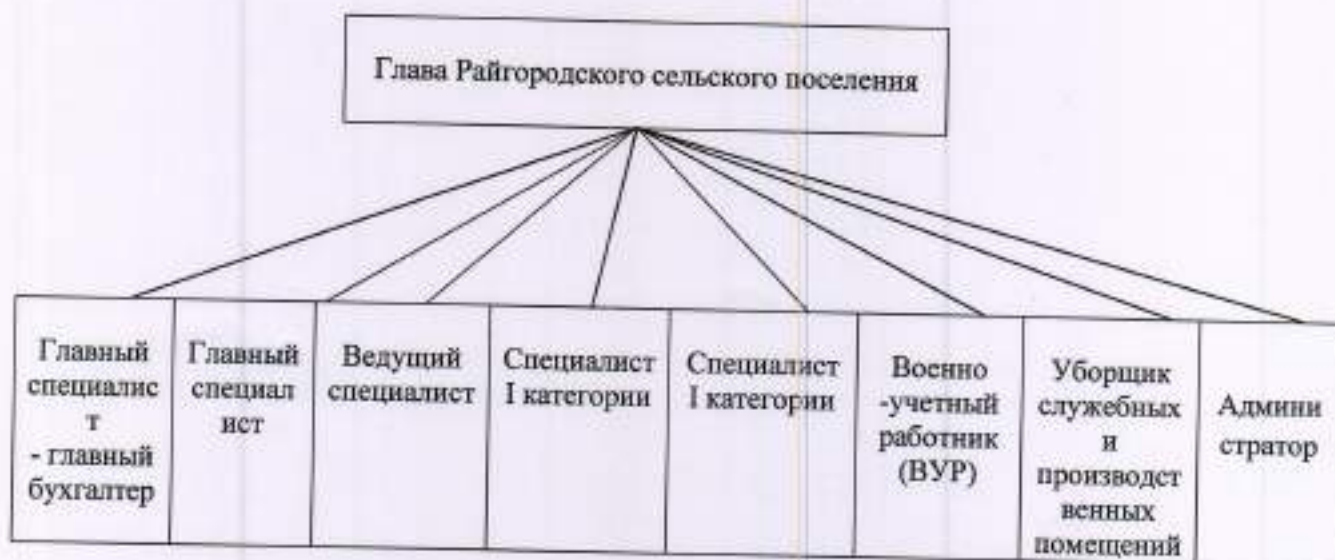 Глава Райгородского сельского поселения
Главный
специалис
т
- главный
бухгалтер
Главный
специал
ист
Ведущий
специалист
Специалист
I категории
Специалист
I категории
Военно
-учетный
работник
(ВУР)
Уборщик
служебных
и
производст
венных
помещений
Админи
стратор